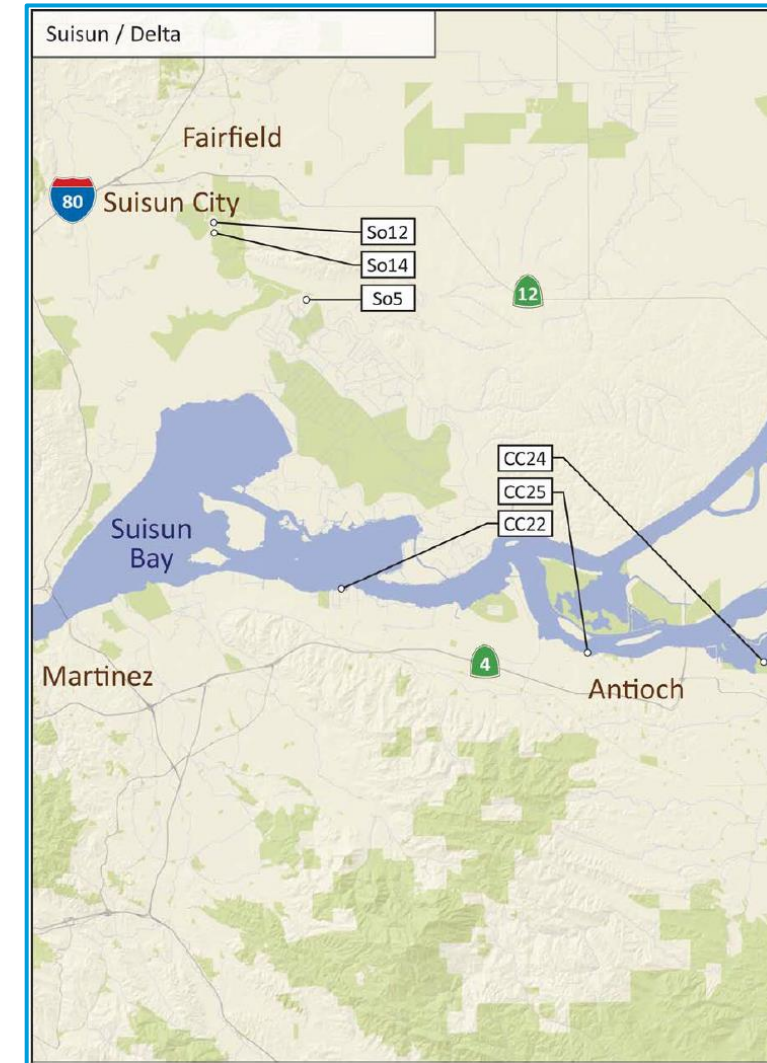 Suisun / Delta
Fairfield
80
Suisun City
So12
So14
So5
12
CC24
CC25
CC22
Suisun
Bay
4
Martinez
Antioch